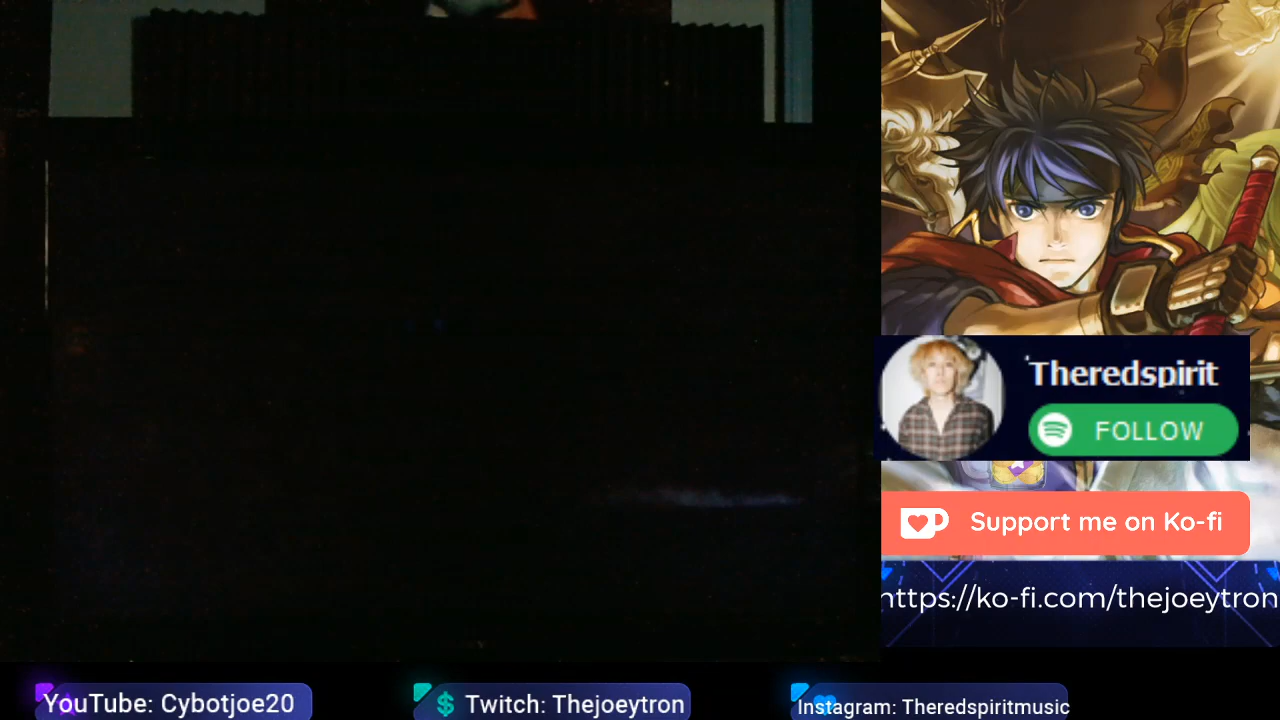 Theredspirit
FOLLOW
Support me on Ko-fi
https://ko-fi.com/thejoeytron
YouTube: Cybotjoe20
Twitch: Thejoeytron
Instagram: Theredspiritmusic